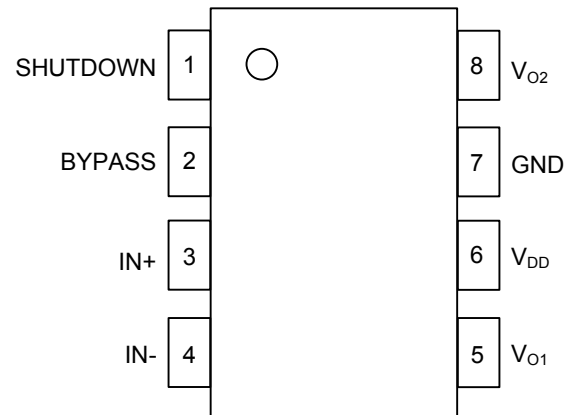 SHUTDOWN 1 8 VO2
BYPASS 2 7 GND
IN+ 3 6 VDD
IN- 4 5 VO1